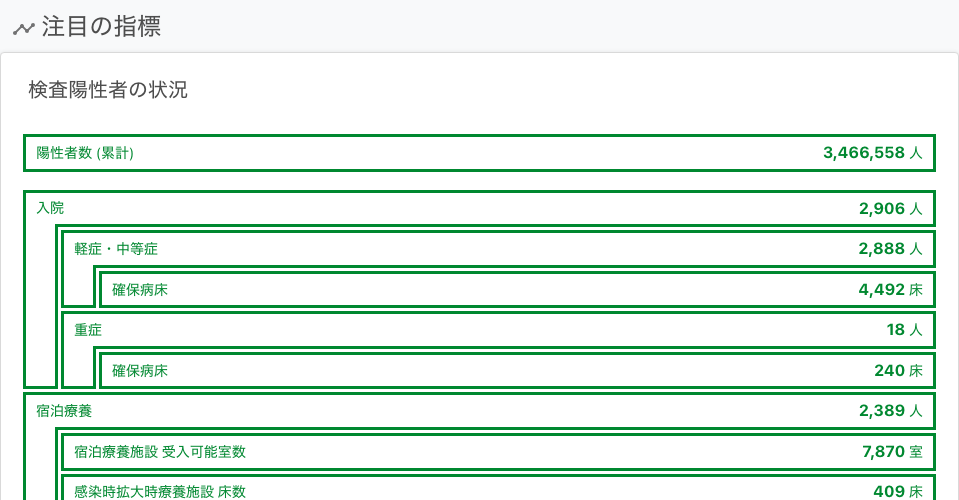 注目の指標
検査陽性者の状況
陽性者数 (累計) 3,466,558 人
入院 2,906 人
軽症・中等症 2,888 人
確保病床 4,492 床
重症 18 人
確保病床 240 床
宿泊療養 2,389 人
宿泊療養施設 受入可能室数 7,870 室
感染時拡大時療養施設 床数 409 床